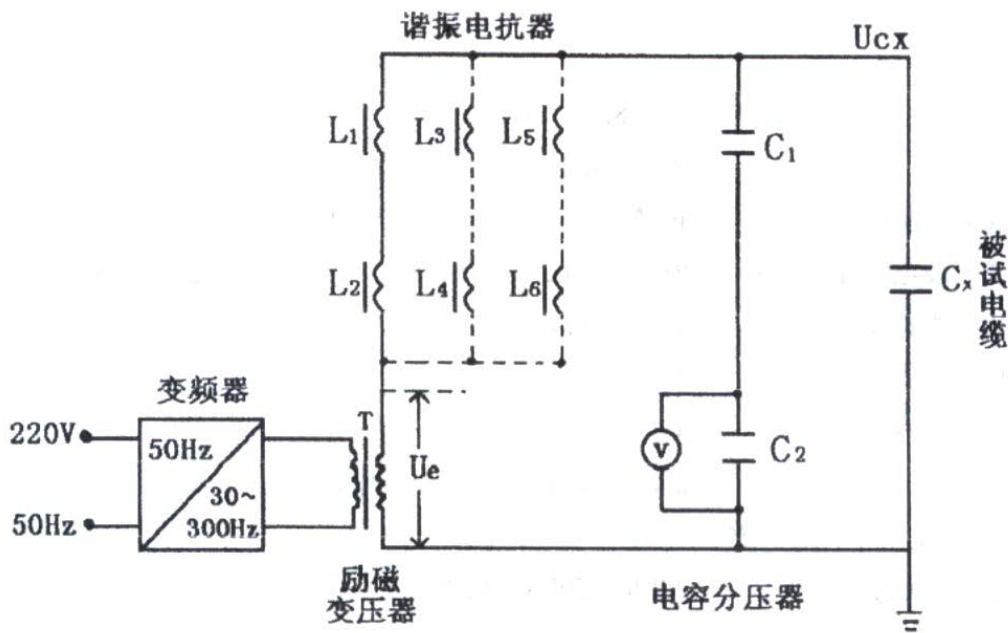 谐振电抗器
Ucx
L1
L3
L5
C1
L2
L4
L6
Cx
被试电缆
变频器
220V
50Hz
50Hz
30~
300Hz
T
Ue
V
C2
励磁
变压器
电容分压器